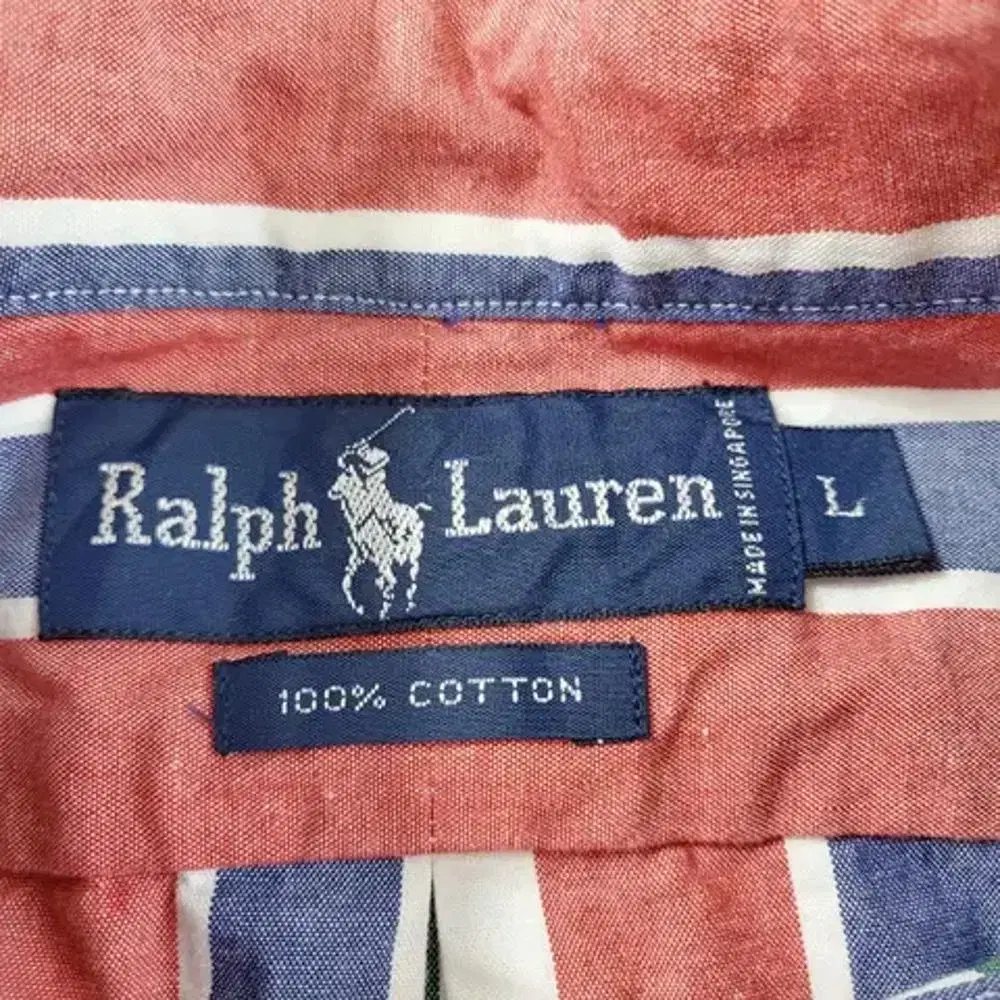 Ralph Lauren
MADE IN SINGAPORE
L
100% COTTON